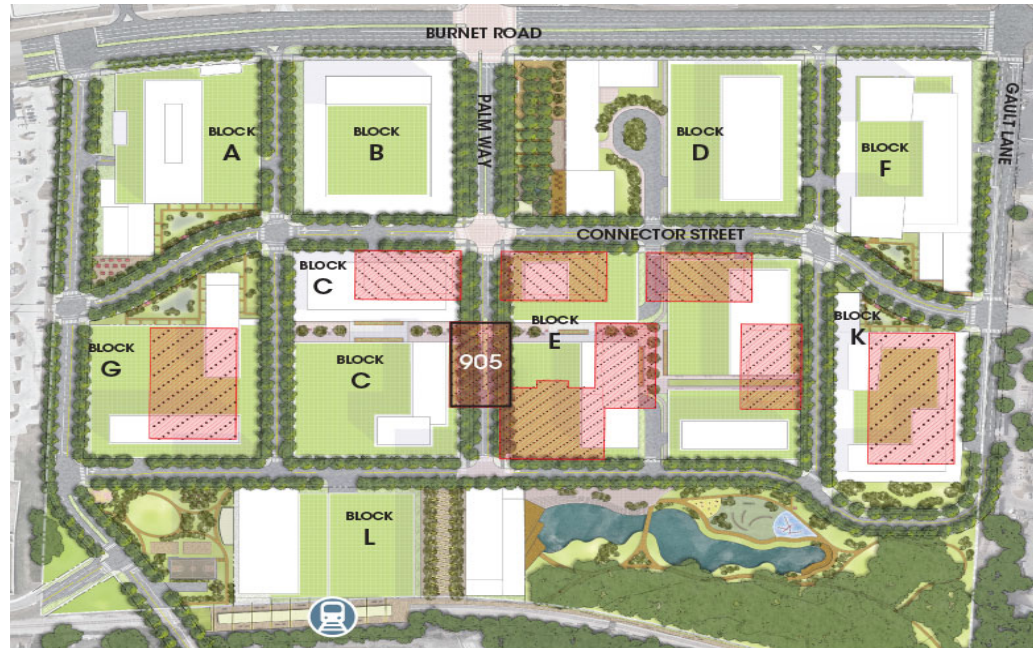 BURNET ROAD
PALM WAY
GAULT LANE
BLOCK
A
BLOCK
B
BLOCK
D
BLOCK
F
CONNECTOR STREET
BLOCK
C
BLOCK
E
BLOCK
K
BLOCK
G
BLOCK
C
905
BLOCK
L